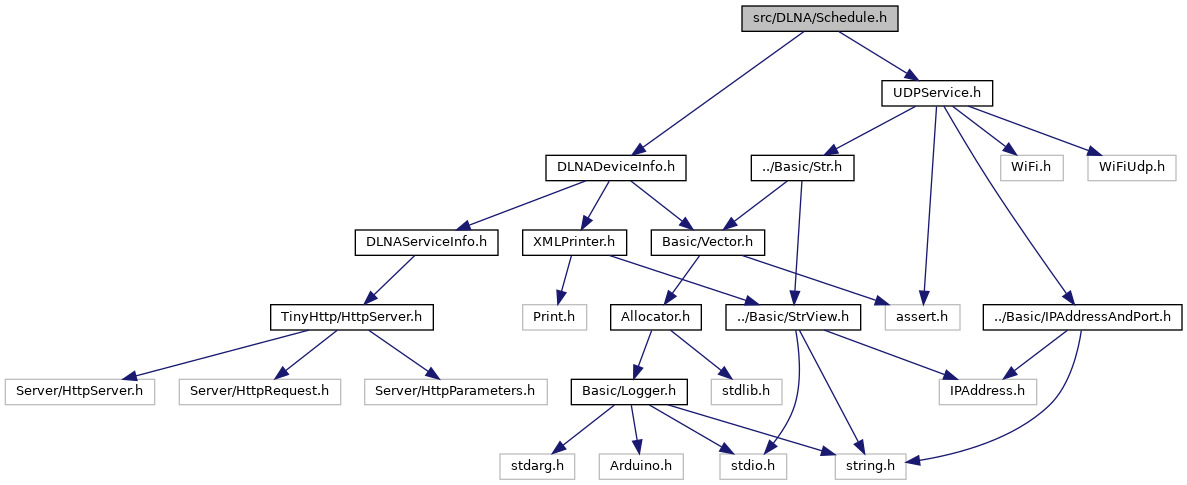 src/DLNA/Schedule.h
UDPService.h
DLNADeviceInfo.h
../Basic/Str.h
WiFi.h
WiFiUdp.h
DLNAServiceInfo.h
XMLPrinter.h
Basic/Vector.h
TinyHttp/HttpServer.h
Print.h
Allocator.h
../Basic/StrView.h
assert.h
../Basic/IPAddressAndPort.h
Server/HttpServer.h
Server/HttpRequest.h
Server/HttpParameters.h
Basic/Logger.h
stdlib.h
IPAddress.h
stdarg.h
Arduino.h
stdio.h
string.h